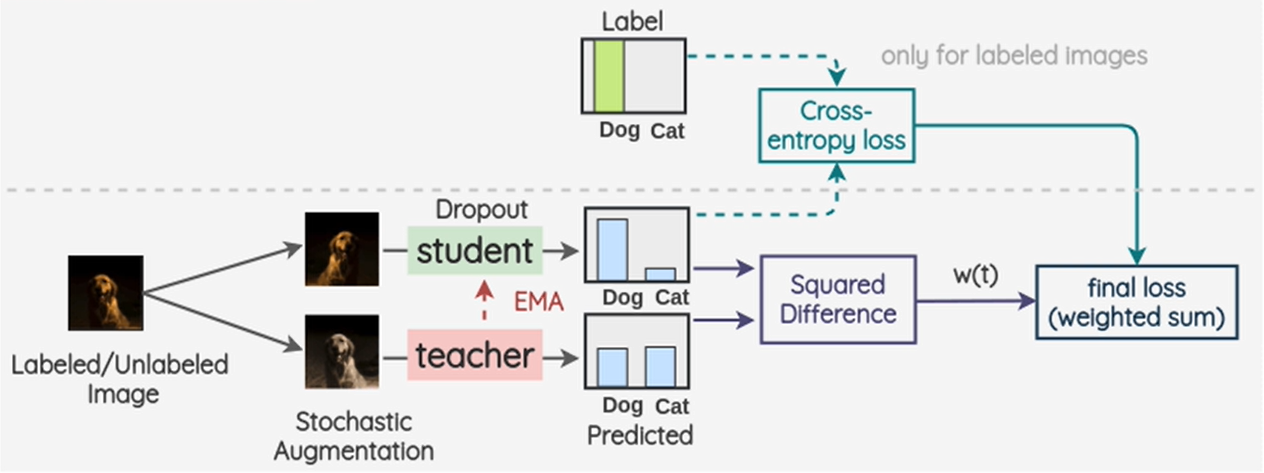 Label
only for labeled images
Dog Cat
Cross-
entropy loss
Dropout
student
EMA
teacher
Labeled/Unlabeled
Image
Stochastic
Augmentation
Dog Cat
Dog Cat
Predicted
Squared
Difference
w(t)
final loss
(weighted sum)